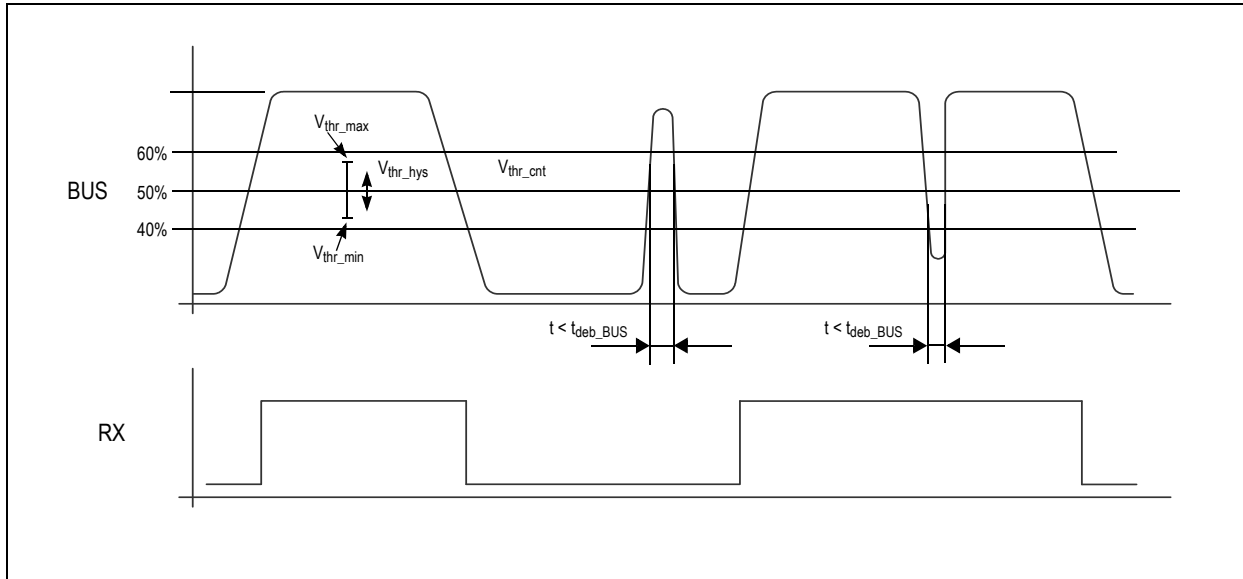 V_thr_max
60%
V_thr_hys
V_thr_cnt
BUS
50%
40%
V_thr_min
t < t_deb_BUS
t < t_deb_BUS
RX